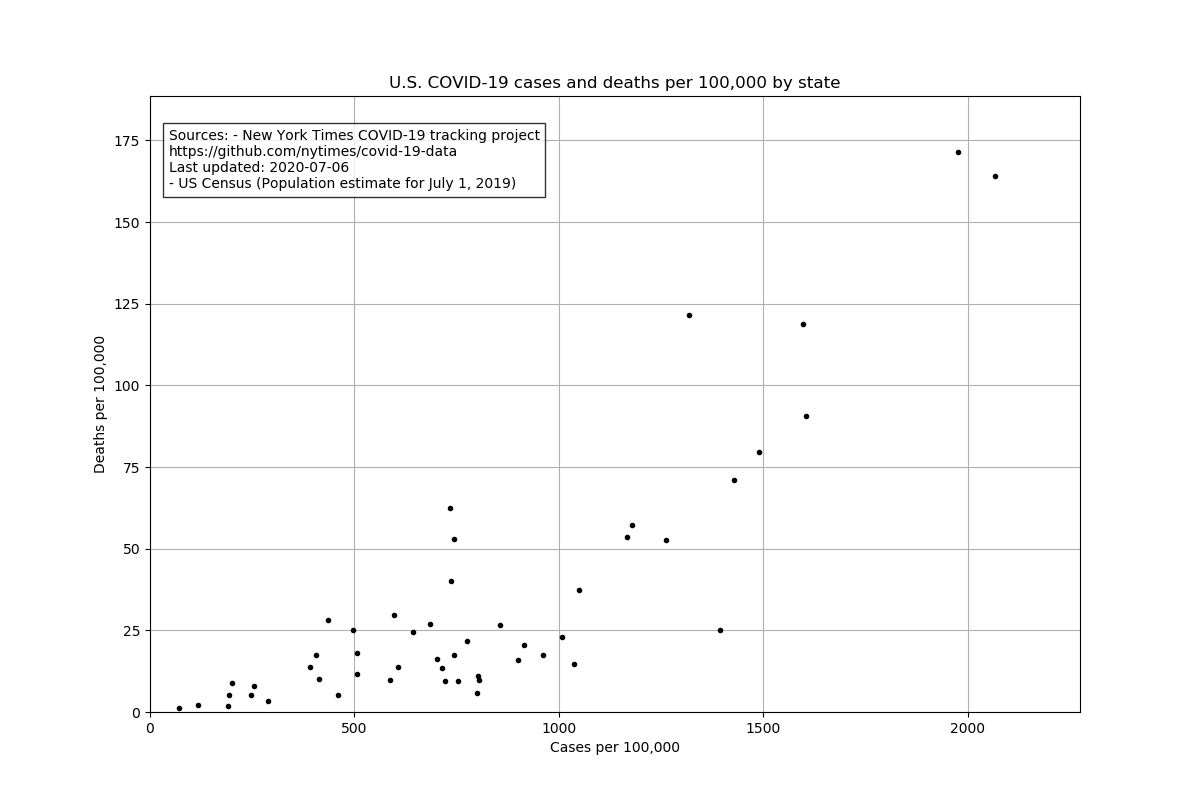 U.S. COVID-19 cases and deaths per 100,000 by state
Sources: - New York Times COVID-19 tracking project
https://github.com/nytimes/covid-19-data
Last updated: 2020-07-06
- US Census (Population estimate for July 1, 2019)
Deaths per 100,000
175
150
125
100
75
50
25
0
0 500 1000 1500 2000
Cases per 100,000